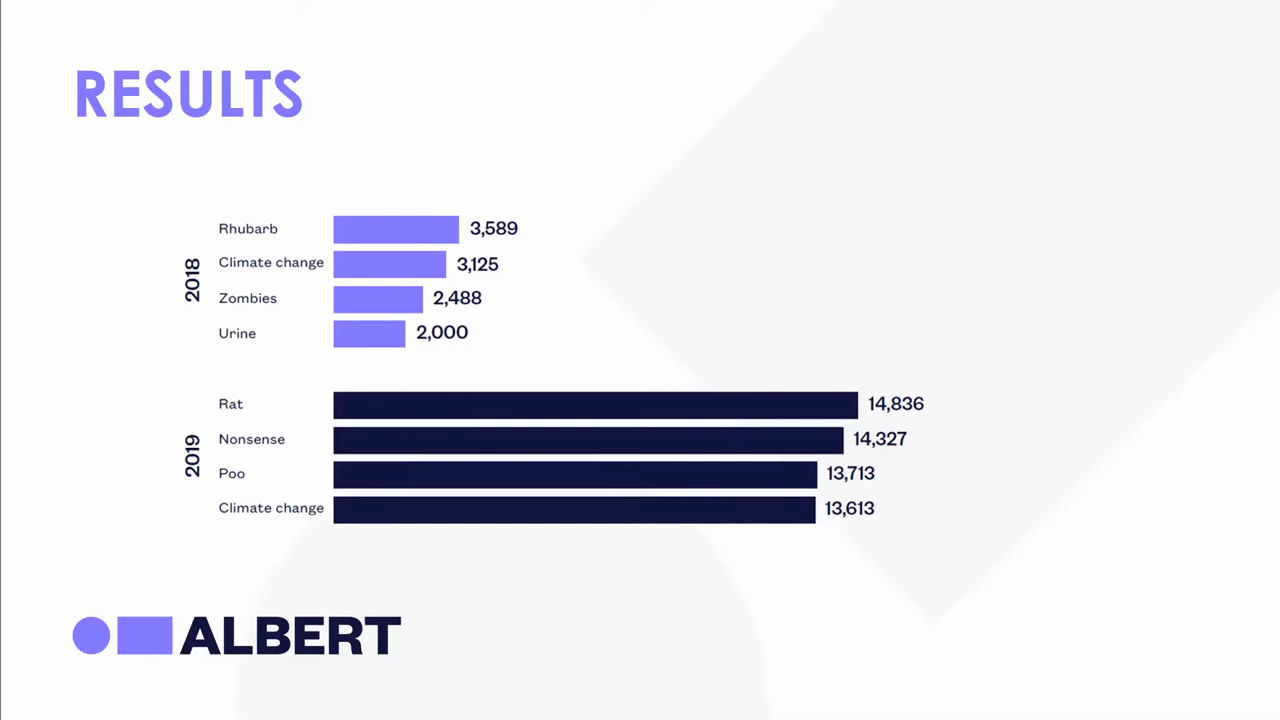 RESULTS
2018
Rhubarb 3,589
Climate change 3,125
Zombies 2,488
Urine 2,000
2019
Rat 14,836
Nonsense 14,327
Poo 13,713
Climate change 13,613
ALBERT